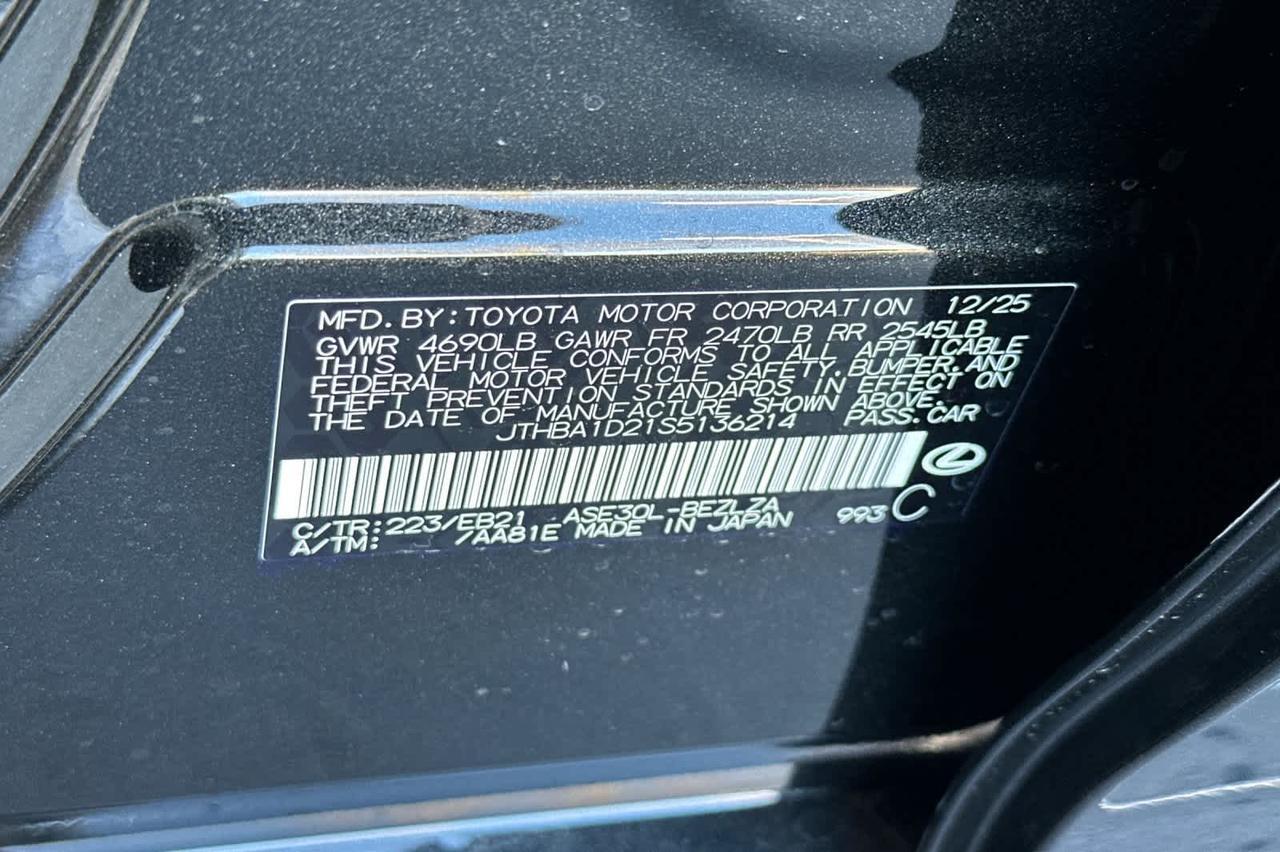 MFD. BY: TOYOTA MOTOR CORPORATION 12/25
GVWR 4690LB GAWR FR 2470LB RR 2545LB
THIS VEHICLE CONFORMS TO ALL APPLICABLE
FEDERAL MOTOR VEHICLE SAFETY, BUMPER, AND
THEFT PREVENTION STANDARDS IN EFFECT ON
THE DATE OF MANUFACTURE SHOWN ABOVE.
JTHBA1D21S5136214 PASS. CAR
C/TR: 223/EB21 ASE30L-BEZLZA
A/TM: /AA81E MADE IN JAPAN 993 C